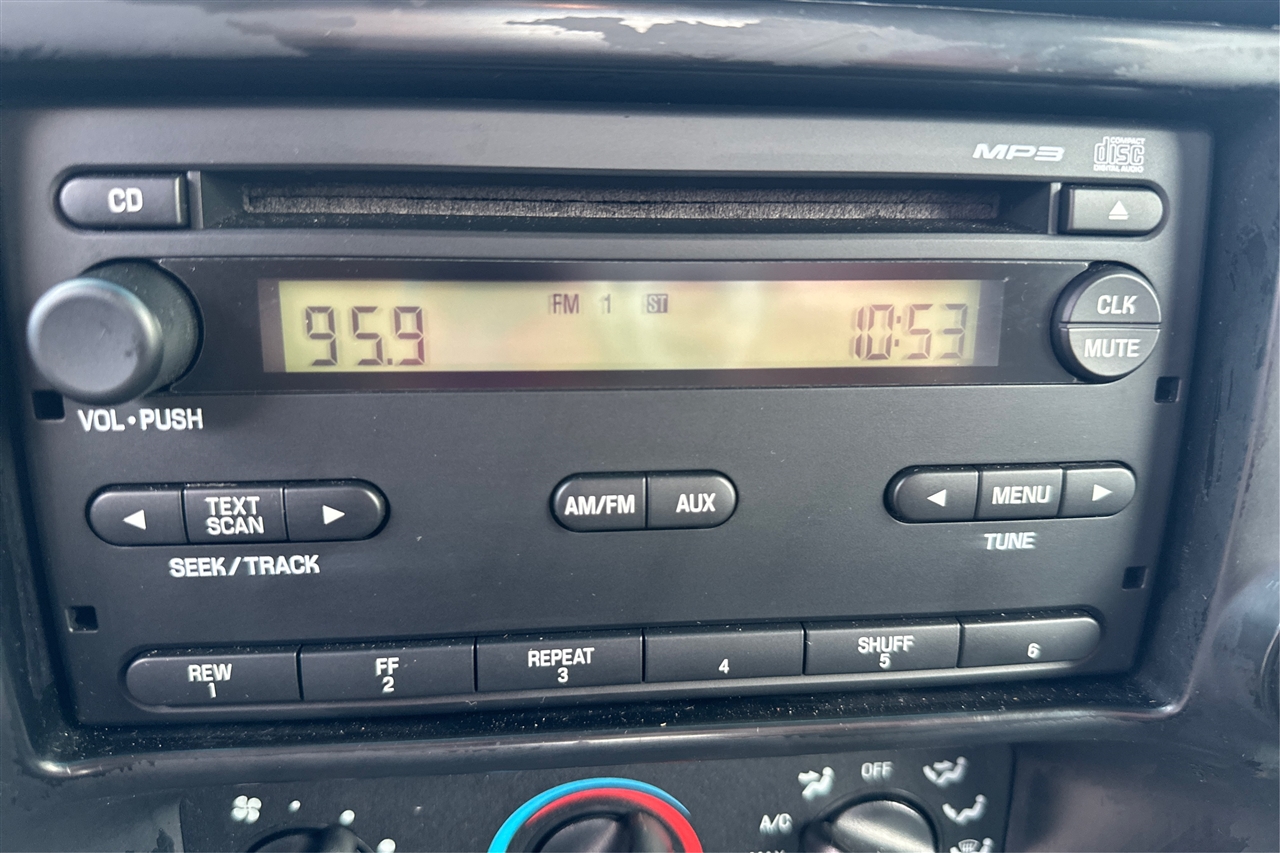 MP3
COMPACT
disc
DIGITAL AUDIO
CD
95.9
FM 1 ST
10:53
CLK
MUTE
VOL•PUSH
TEXT
SCAN
SEEK/TRACK
AM/FM
AUX
MENU
TUNE
REW
1
FF
2
REPEAT
3
4
SHUFF
5
6
OFF
A/C